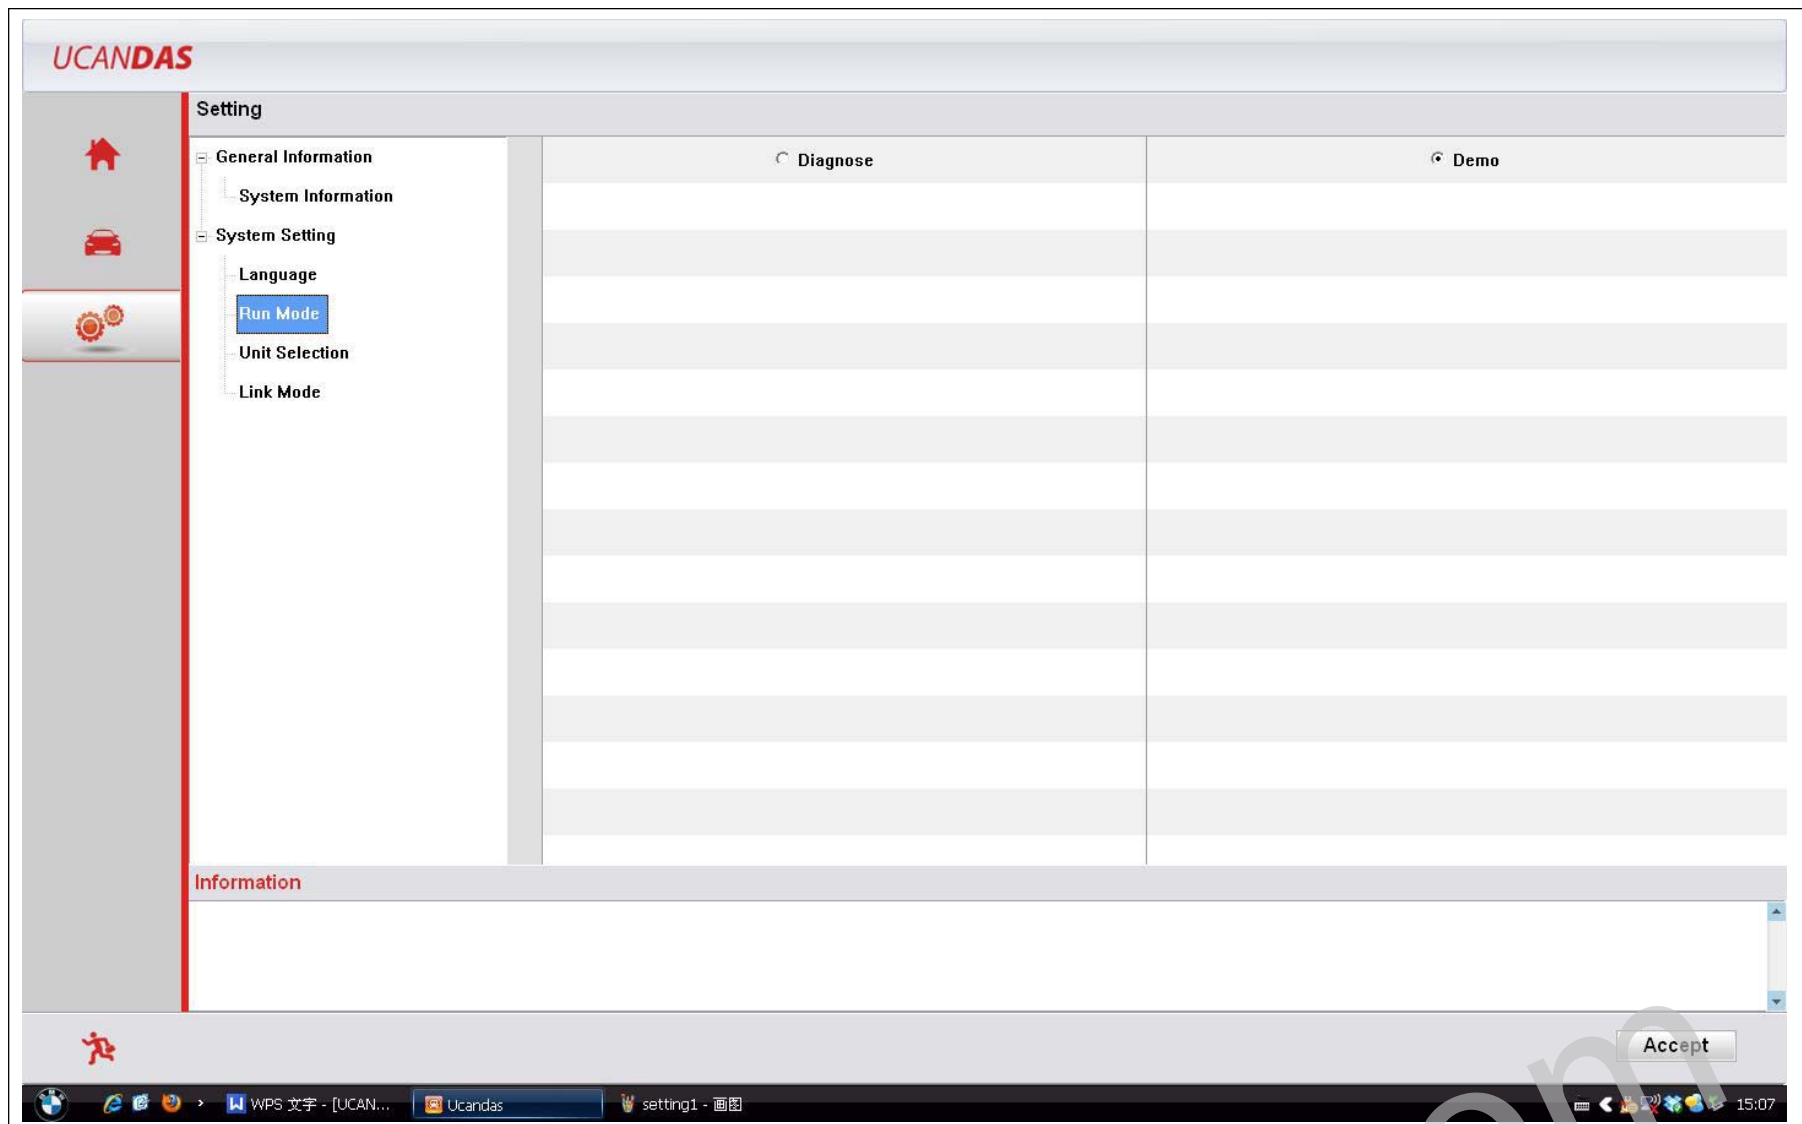 UCANDAS
Setting
General Information
System Information
System Setting
Language
Run Mode
Unit Selection
Link Mode
Diagnose
Demo
Information
Accept
WPS 文字 - [UCAN...
Ucandas
setting1 - 画图
15:07
om